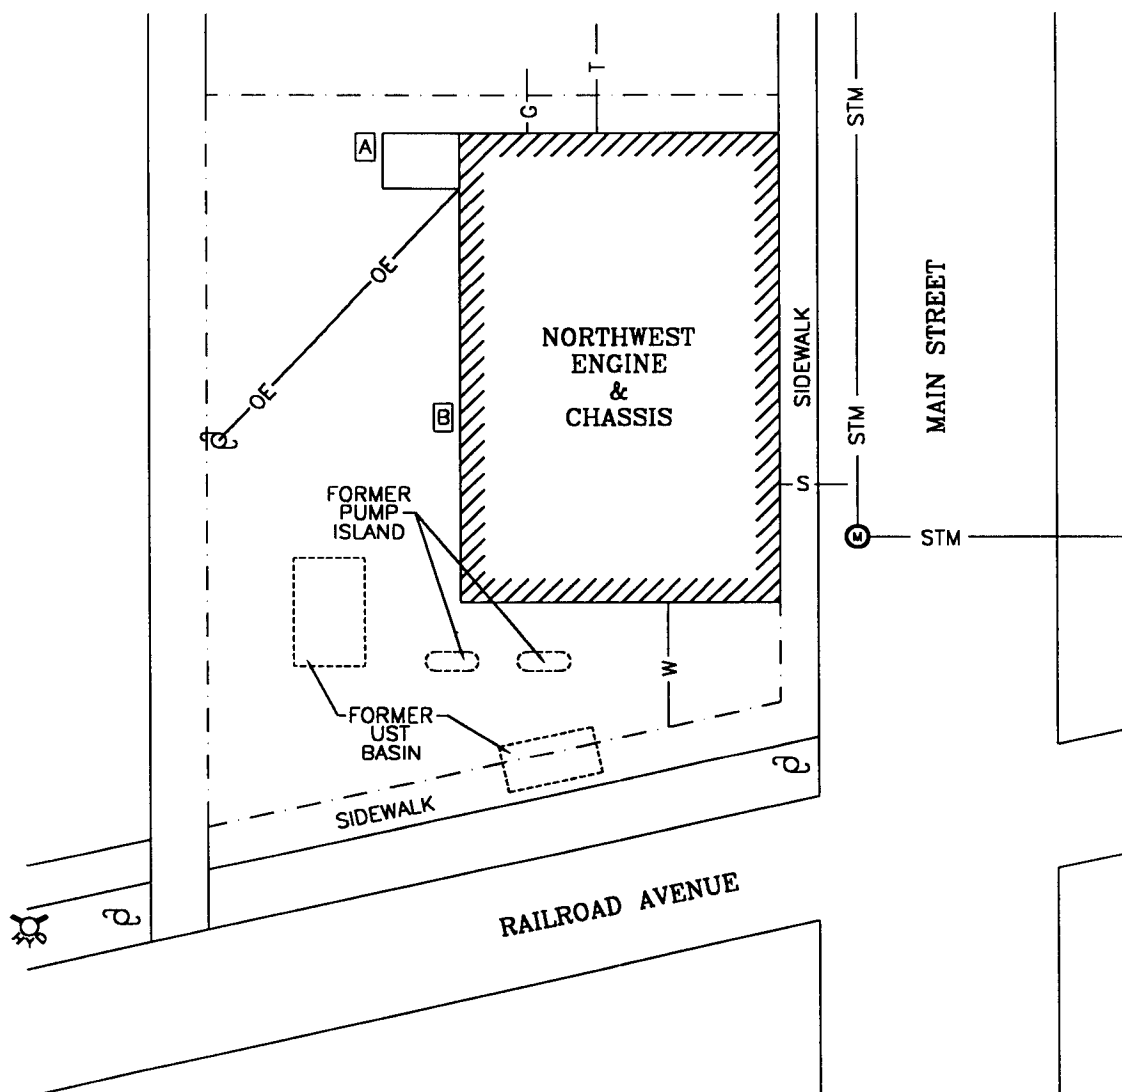 T
G
STM
A
OE
MAIN STREET
NORTHWEST
ENGINE
&
CHASSIS
SIDEWALK
OE
B
STM
S
FORMER
PUMP
ISLAND
M
STM
W
FORMER
UST
BASIN
SIDEWALK
RAILROAD AVENUE
HYD